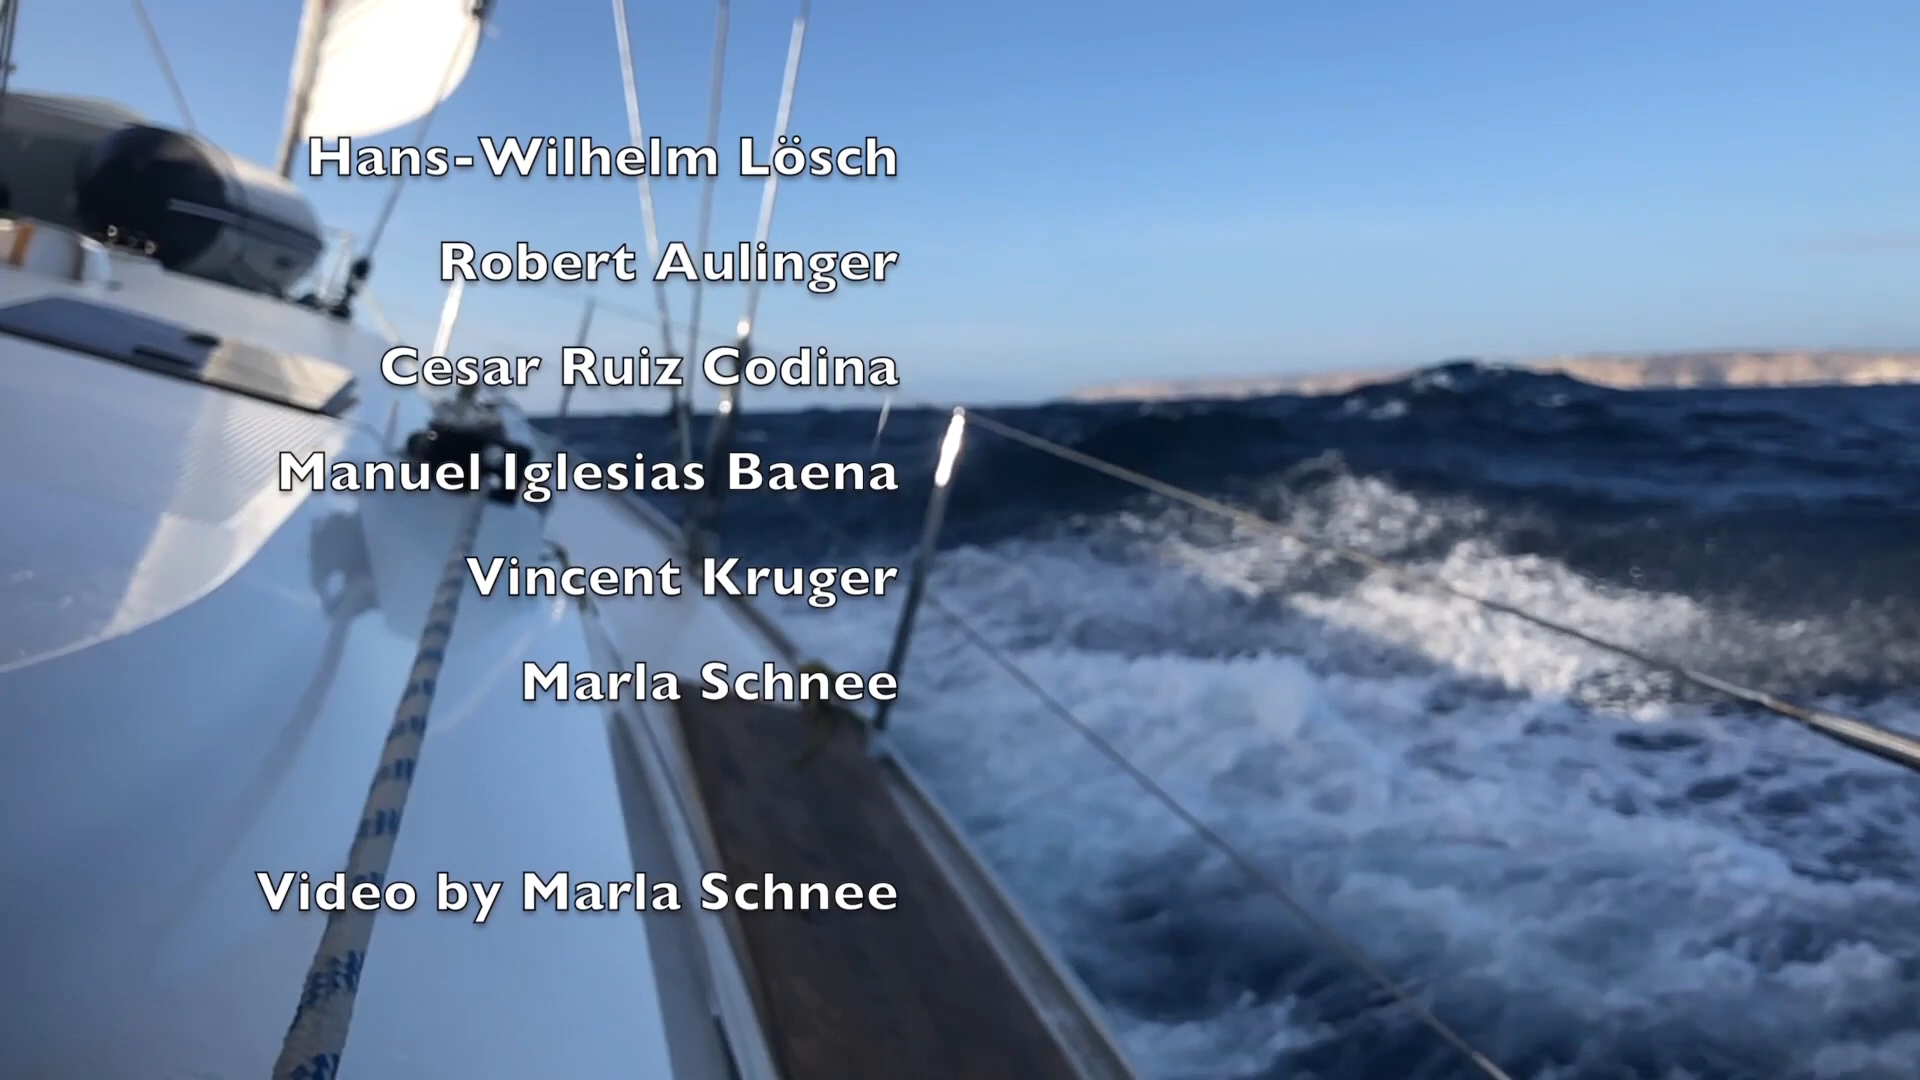 Hans-Wilhelm Lösch
Robert Aulinger
Cesar Ruiz Codina
Manuel Iglesias Baena
Vincent Kruger
Marla Schnee
Video by Marla Schnee